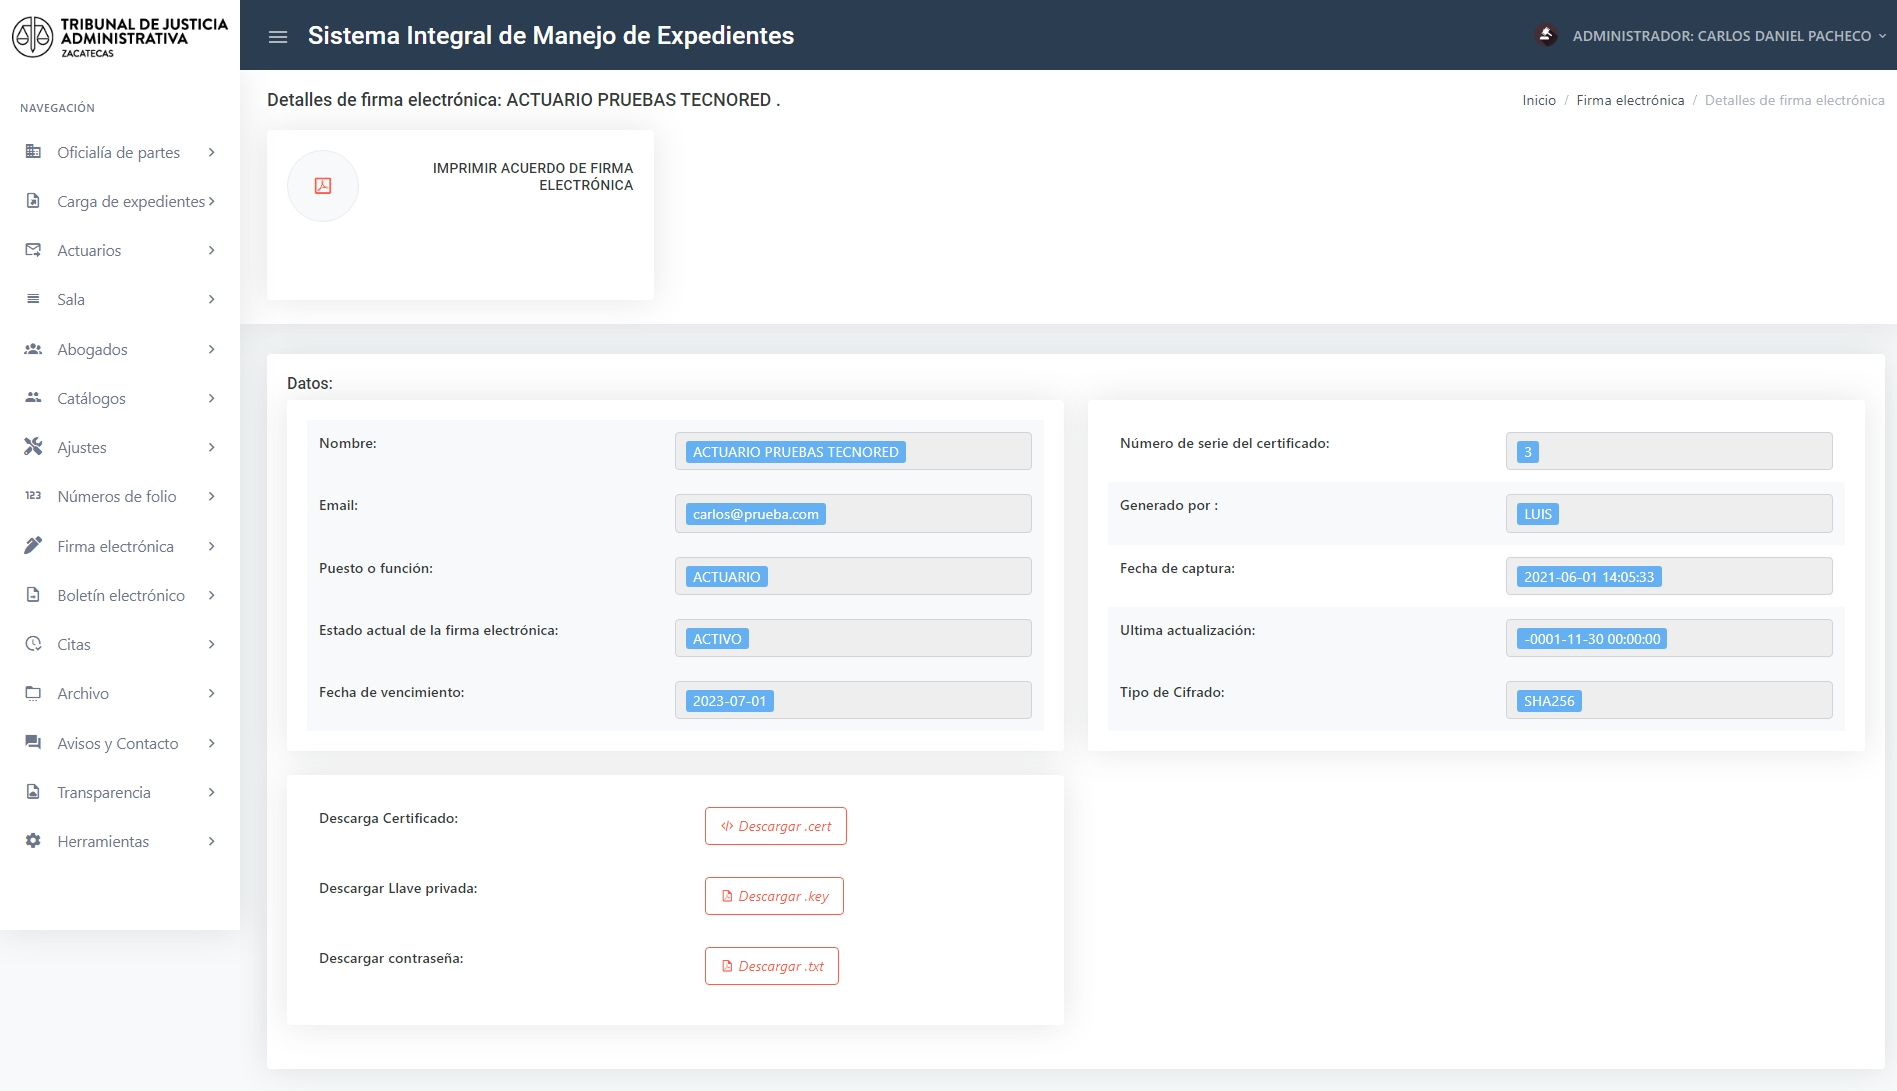 TRIBUNAL DE JUSTICIA
ADMINISTRATIVA
ZACATECAS
Sistema Integral de Manejo de Expedientes
ADMINISTRADOR: CARLOS DANIEL PACHECO
NAVEGACIÓN
Oficialía de partes
Carga de expedientes
Actuarios
Sala
Abogados
Catálogos
Ajustes
123 Números de folio
Firma electrónica
Boletín electrónico
Citas
Archivo
Avisos y Contacto
Transparencia
Herramientas
Detalles de firma electrónica: ACTUARIO PRUEBAS TECNORED .
Inicio / Firma electrónica / Detalles de firma electrónica
IMPRIMIR ACUERDO DE FIRMA
ELECTRÓNICA
Datos:
Nombre: ACTUARIO PRUEBAS TECNORED
Email: carlos@prueba.com
Puesto o función: ACTUARIO
Estado actual de la firma electrónica: ACTIVO
Fecha de vencimiento: 2023-07-01
Número de serie del certificado: 3
Generado por : LUIS
Fecha de captura: 2021-06-01 14:05:33
Ultima actualización: -0001-11-30 00:00:00
Tipo de Cifrado: SHA256
Descarga Certificado: Descargar .cert
Descargar Llave privada: Descargar .key
Descargar contraseña: Descargar .txt